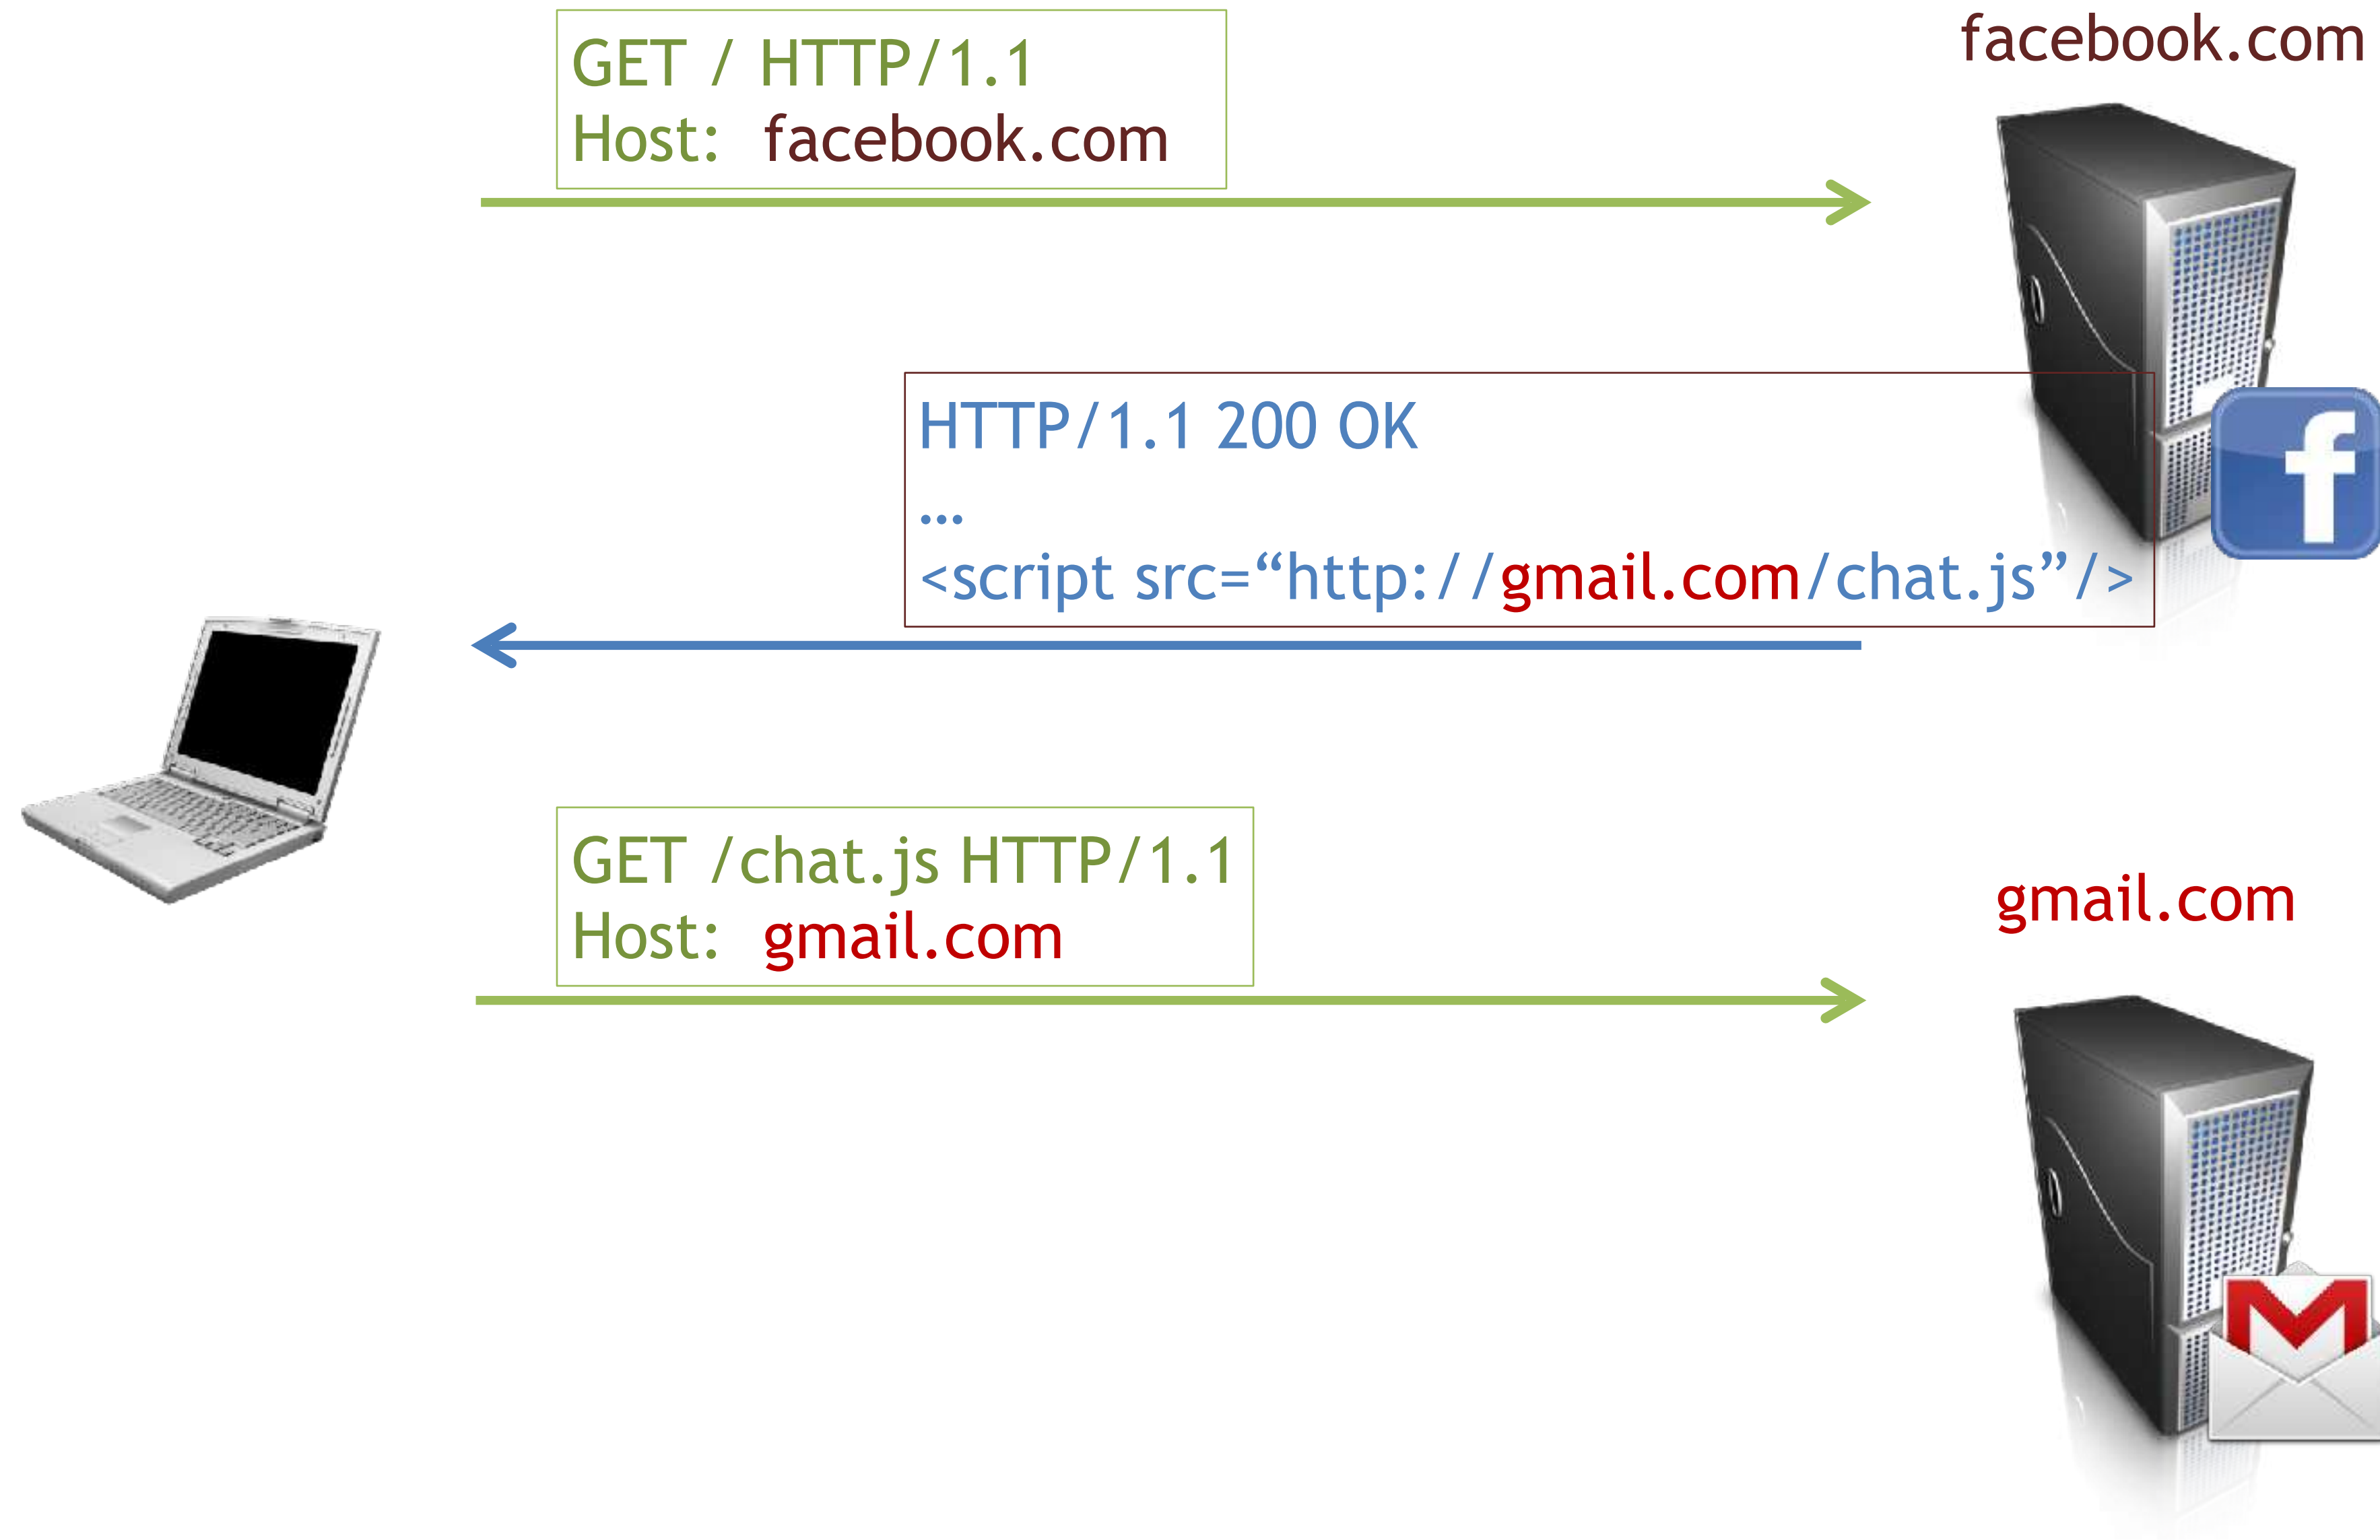 facebook.com
GET / HTTP/1.1
Host: facebook.com
HTTP/1.1 200 OK
…
<script src=“http://gmail.com/chat.js”/>
GET /chat.js HTTP/1.1
Host: gmail.com
gmail.com